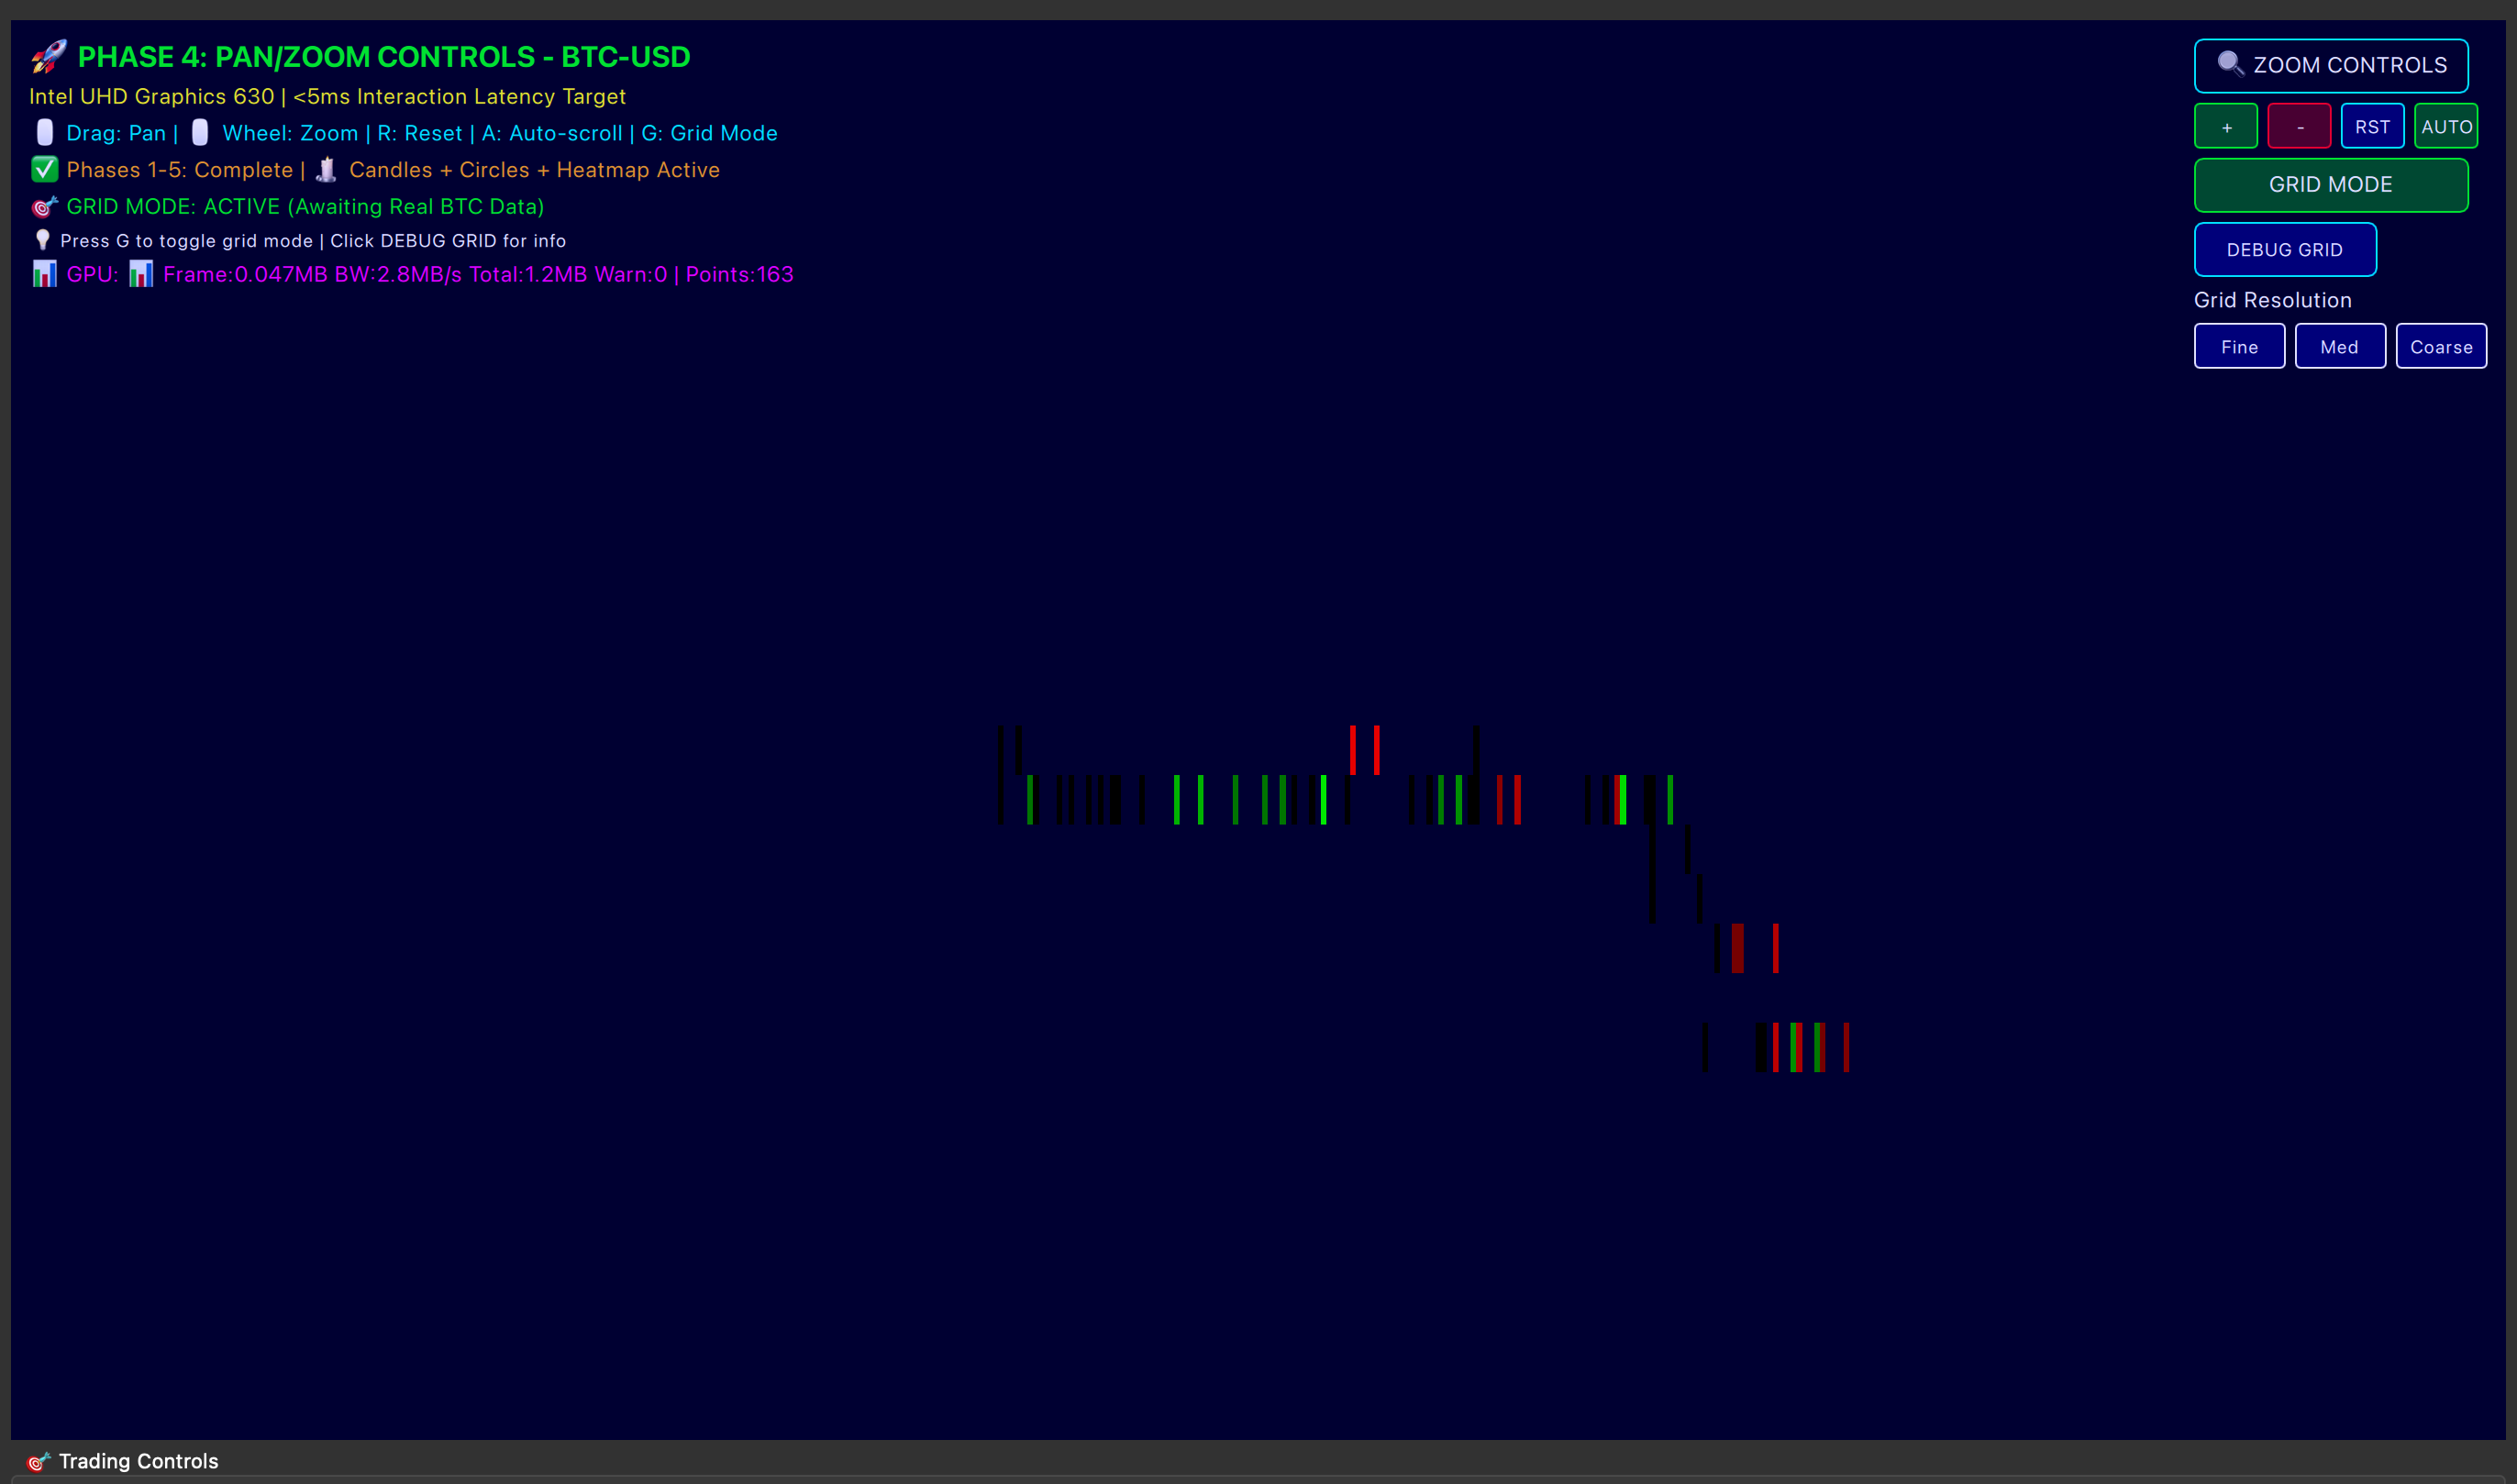 🚀 PHASE 4: PAN/ZOOM CONTROLS - BTC-USD
Intel UHD Graphics 630 | <5ms Interaction Latency Target
Drag: Pan | Wheel: Zoom | R: Reset | A: Auto-scroll | G: Grid Mode
✅ Phases 1-5: Complete | 🕯 Candles + Circles + Heatmap Active
🎯 GRID MODE: ACTIVE (Awaiting Real BTC Data)
💡 Press G to toggle grid mode | Click DEBUG GRID for info
📊 GPU: 📊 Frame:0.047MB BW:2.8MB/s Total:1.2MB Warn:0 | Points:163
🔍 ZOOM CONTROLS
+ - RST AUTO
GRID MODE
DEBUG GRID
Grid Resolution
Fine Med Coarse
🎯 Trading Controls